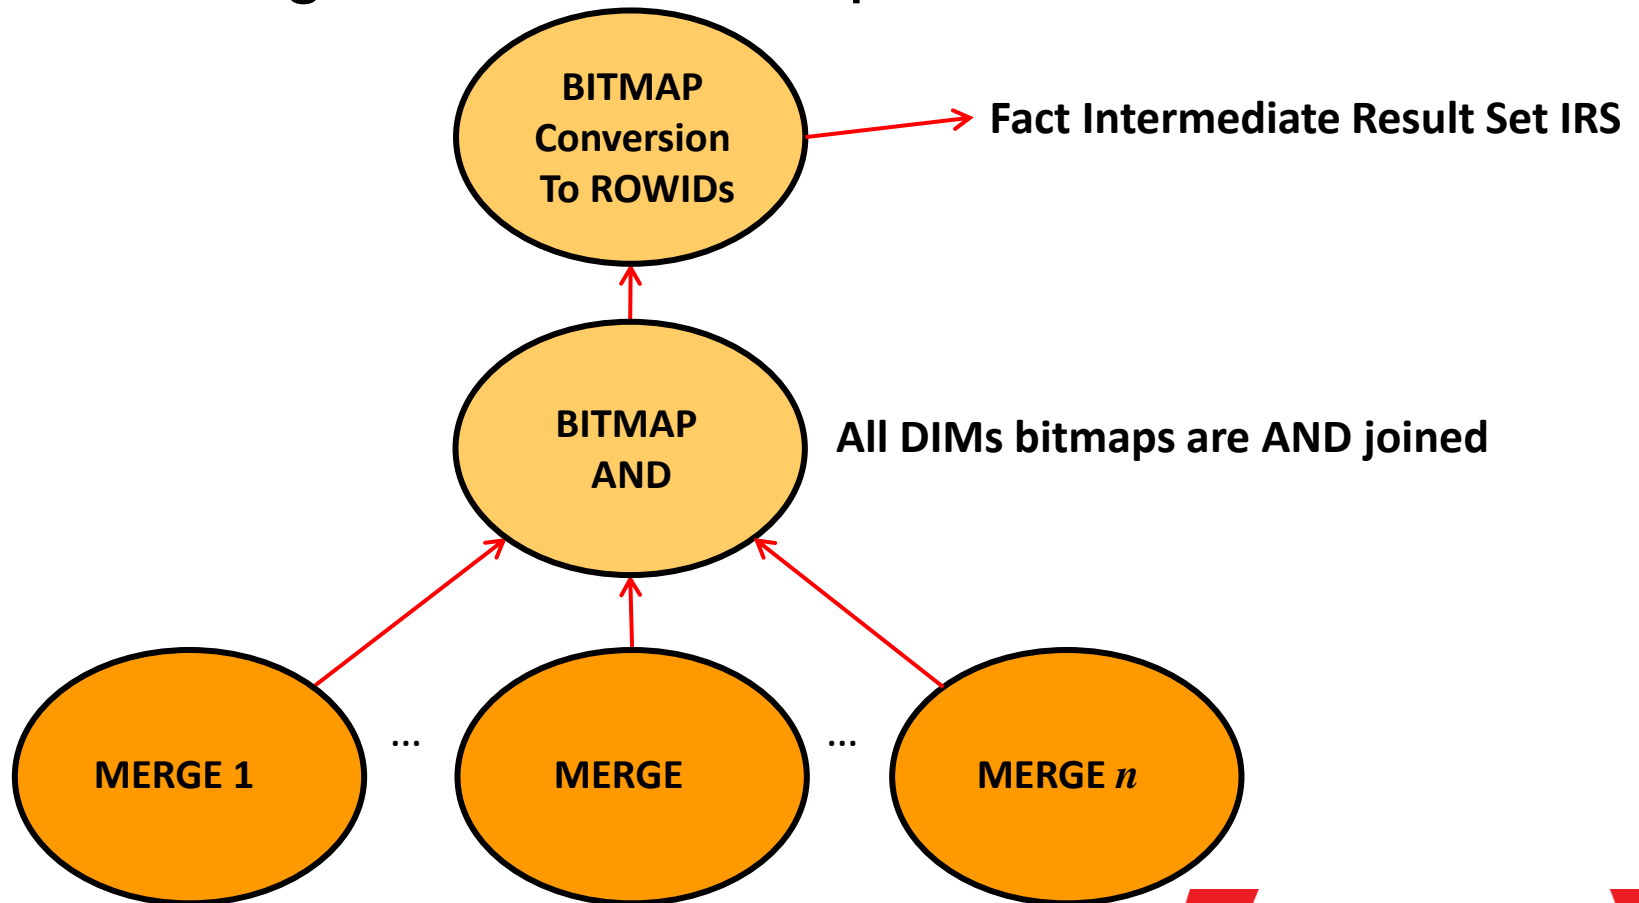 BITMAP
Conversion
To ROWIDs
Fact Intermediate Result Set IRS
BITMAP
AND
All DIMs bitmaps are AND joined
...
...
MERGE 1
MERGE
MERGE n